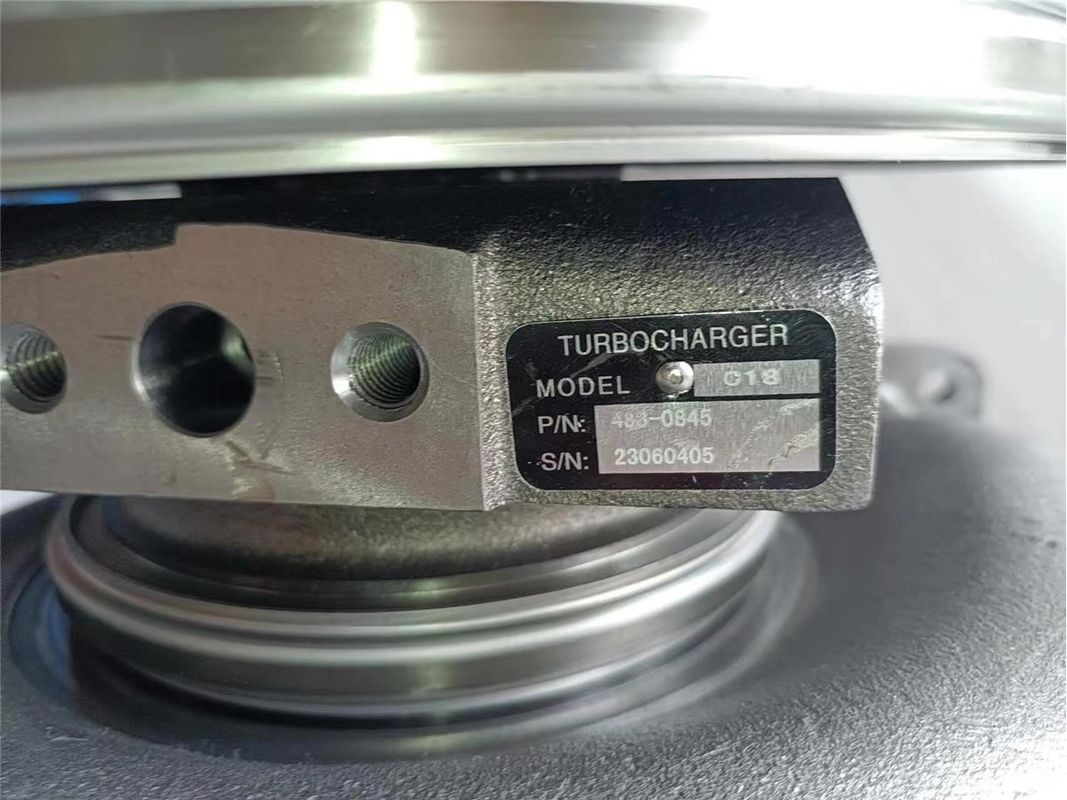 TURBOCHARGER
MODEL C18
P/N: 483-0845
S/N: 23060405